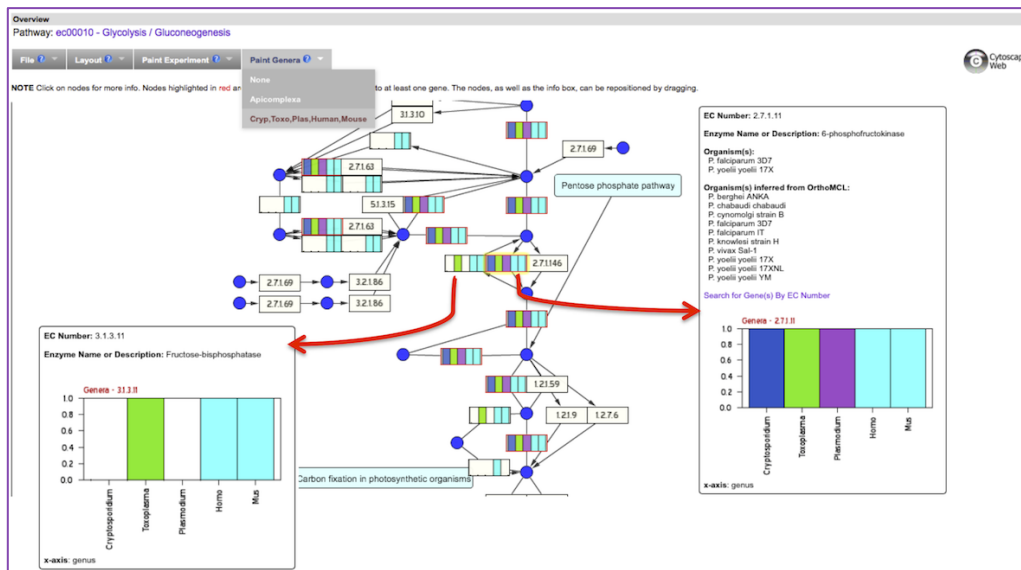 Overview
Pathway: ec00010 - Glycolysis / Gluconeogenesis
File ? Layout ? Paint Experiment ? Paint Genera ?
None
Apicomplexa
Cryp,Toxo,Plas,Human,Mouse
C Cytoscap
Web
NOTE Click on nodes for more info. Nodes highlighted in red are to at least one gene. The nodes, as well as the info box, can be repositioned by dragging.
3.1.3.10
2.7.1.69
2.7.1.63
Pentose phosphate pathway
5.1.3.15
2.7.1.63
2.7.1.146
2.7.1.69
3.2.1.86
2.7.1.69
3.2.1.86
1.2.1.59
1.2.1.9
1.2.7.6
Carbon fixation in photosynthetic organisms
EC Number: 2.7.1.11
Enzyme Name or Description: 6-phosphofructokinase
Organism(s):
P. falciparum 3D7
P. yoelii yoelii 17X
Organism(s) inferred from OrthoMCL:
P. berghei ANKA
P. chabaudi chabaudi
P. cynomolgi strain B
P. falciparum 3D7
P. falciparum IT
P. knowlesi strain H
P. vivax Sal-1
P. yoelii yoelii 17X
P. yoelii yoelii 17XNL
P. yoelii yoelii YM
Search for Gene(s) By EC Number
Genera - 2.7.1.11
1.0
0.8
0.6
0.4
0.2
0.0
Cryptosporidium
Toxoplasma
Plasmodium
Homo
Mus
x-axis: genus
EC Number: 3.1.3.11
Enzyme Name or Description: Fructose-bisphosphatase
Genera - 3.1.3.11
1.0
0.8
0.6
0.4
0.2
0.0
Cryptosporidium
Toxoplasma
Plasmodium
Homo
Mus
x-axis: genus